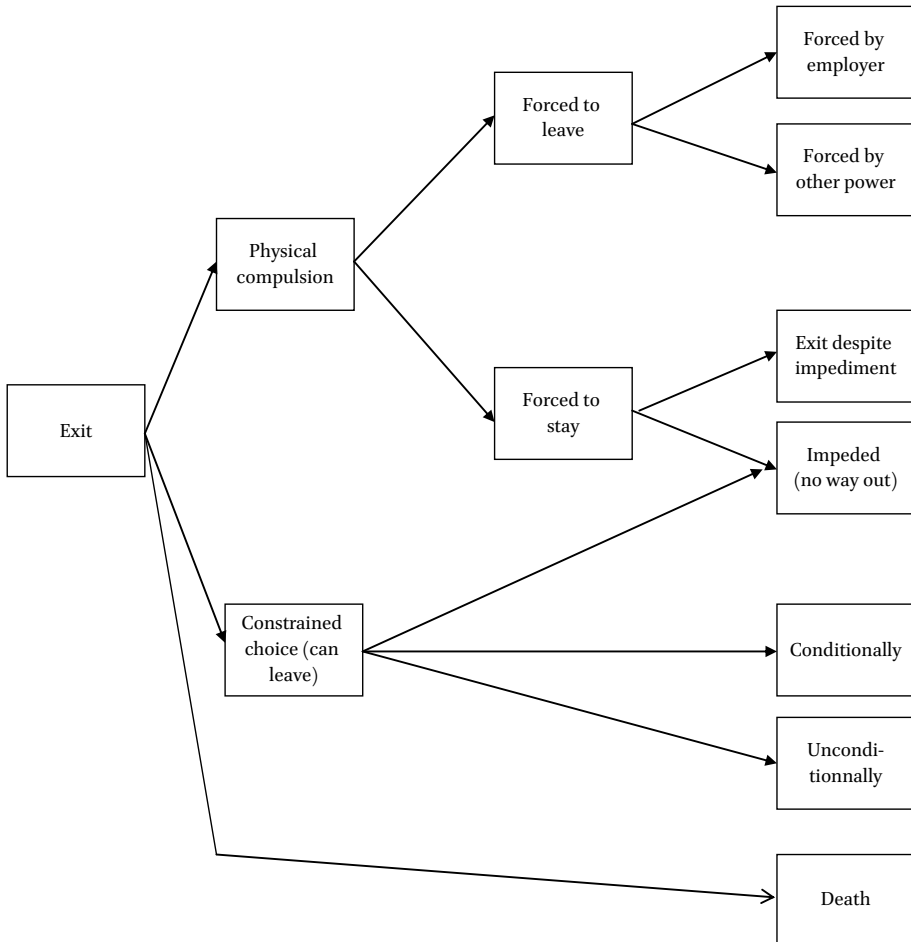 Forced by
employer
Forced to
leave
Forced by
other power
Physical
compulsion
Exit despite
impediment
Forced to
stay
Exit
Impeded
(no way out)
Constrained
choice (can
leave)
Conditionally
Uncondi-
tionnally
Death